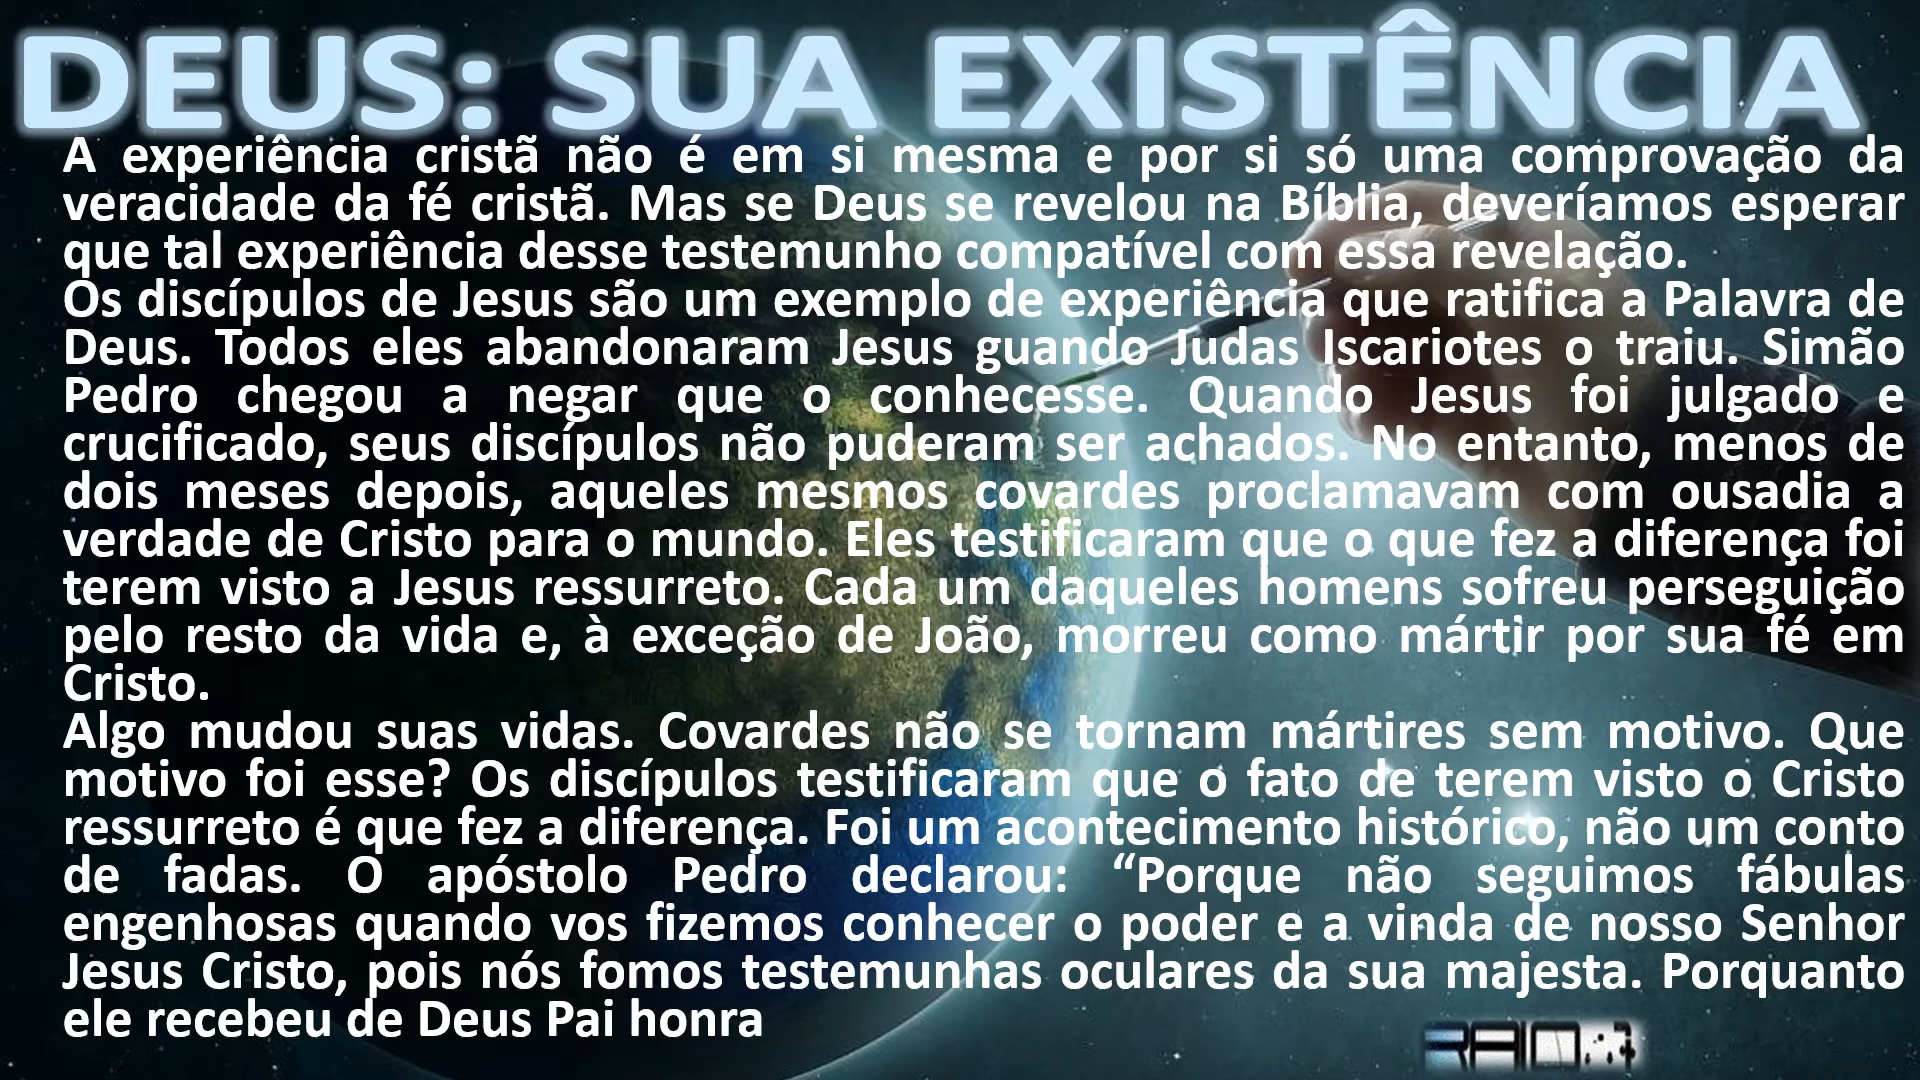 DEUS: SUA EXISTÊNCIA
A experiência cristã não é em si mesma e por si só uma comprovação da
veracidade da fé cristã. Mas se Deus se revelou na Bíblia, deveríamos esperar
que tal experiência desse testemunho compatível com essa revelação.
Os discípulos de Jesus são um exemplo de experiência que ratifica a Palavra de
Deus. Todos eles abandonaram Jesus guando Judas Iscariotes o traiu. Simão
Pedro chegou a negar que o conhecesse. Quando Jesus foi julgado e
crucificado, seus discípulos não puderam ser achados. No entanto, menos de
dois meses depois, aqueles mesmos covardes proclamavam com ousadia a
verdade de Cristo para o mundo. Eles testificaram que o que fez a diferença foi
terem visto a Jesus ressurreto. Cada um daqueles homens sofreu perseguição
pelo resto da vida e, à exceção de João, morreu como mártir por sua fé em
Cristo.
Algo mudou suas vidas. Covardes não se tornam mártires sem motivo. Que
motivo foi esse? Os discípulos testificaram que o fato de terem visto o Cristo
ressurreto é que fez a diferença. Foi um acontecimento histórico, não um conto
de fadas. O apóstolo Pedro declarou: “Porque não seguimos fábulas
engenhosas quando vos fizemos conhecer o poder e a vinda de nosso Senhor
Jesus Cristo, pois nós fomos testemunhas oculares da sua majesta. Porquanto
ele recebeu de Deus Pai honra